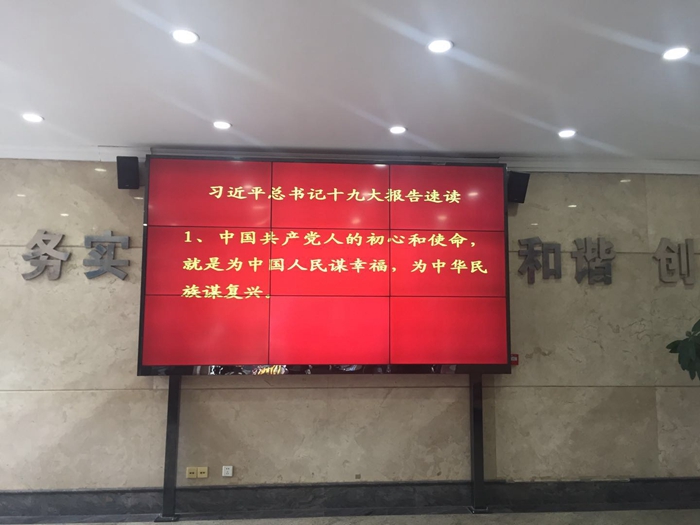 习近平总书记十九大报告速读
1、中国共产党人的初心和使命，
就是为中国人民谋幸福，为中华民
族谋复兴。
务实
和谐 创